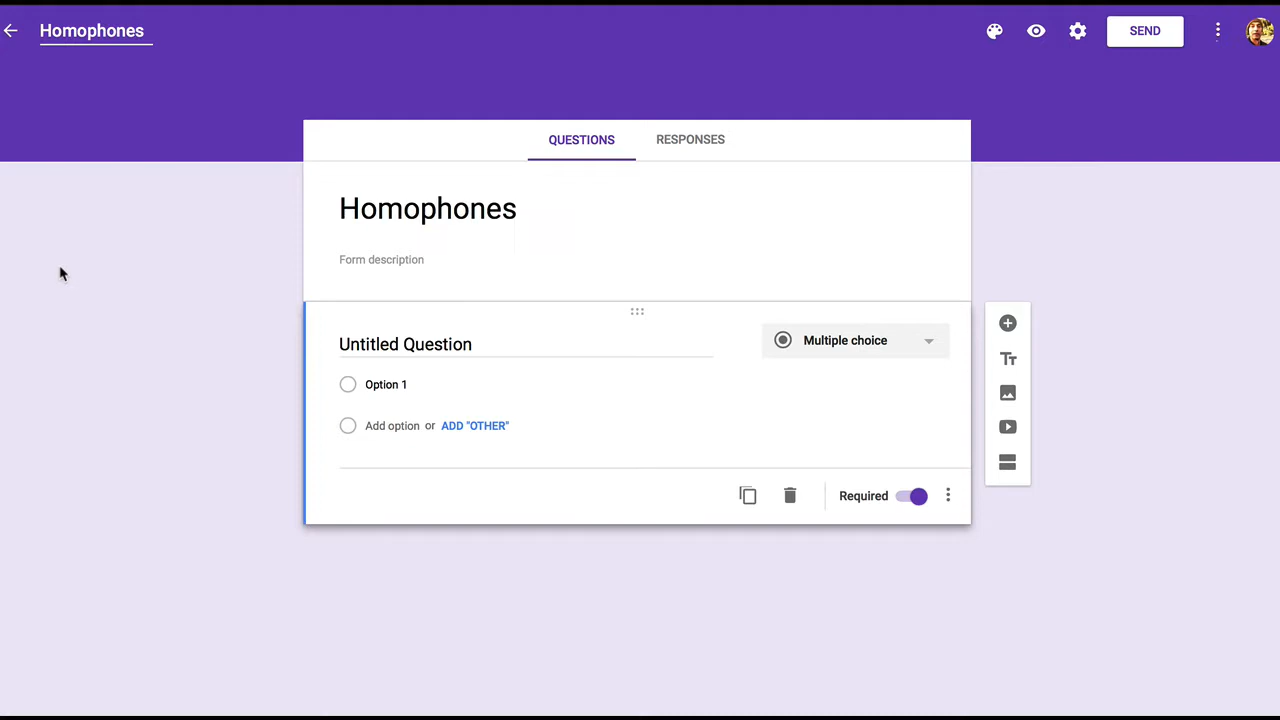 Homophones
SEND
QUESTIONS
RESPONSES
Homophones
Form description
Untitled Question
Multiple choice
Option 1
Add option or ADD "OTHER"
Required
Tт